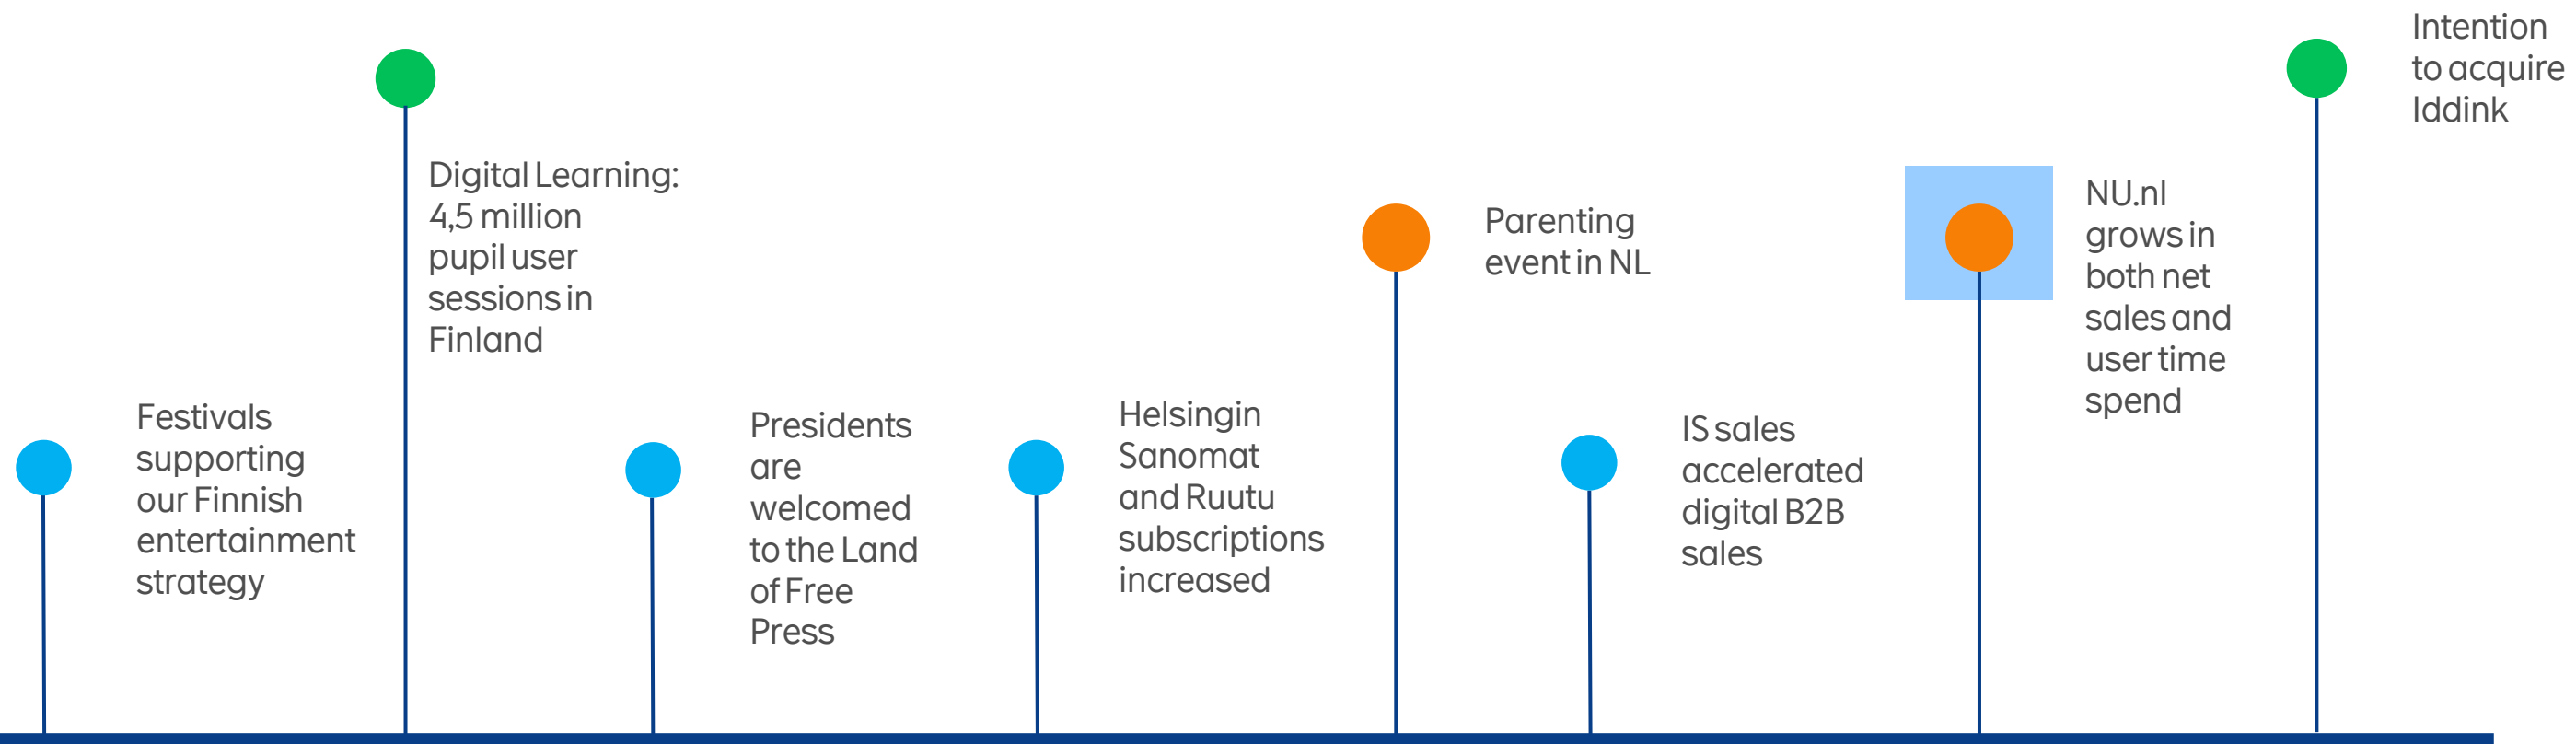 Festivals
supporting
our Finnish
entertainment
strategy
Digital Learning:
4,5 million
pupil user
sessions in
Finland
Presidents
are
welcomed
to the Land
of Free
Press
Helsingin
Sanomat
and Ruutu
subscriptions
increased
Parenting
event in NL
IS sales
accelerated
digital B2B
sales
NU.nl
grows in
both net
sales and
user time
spend
Intention
to acquire
Iddink